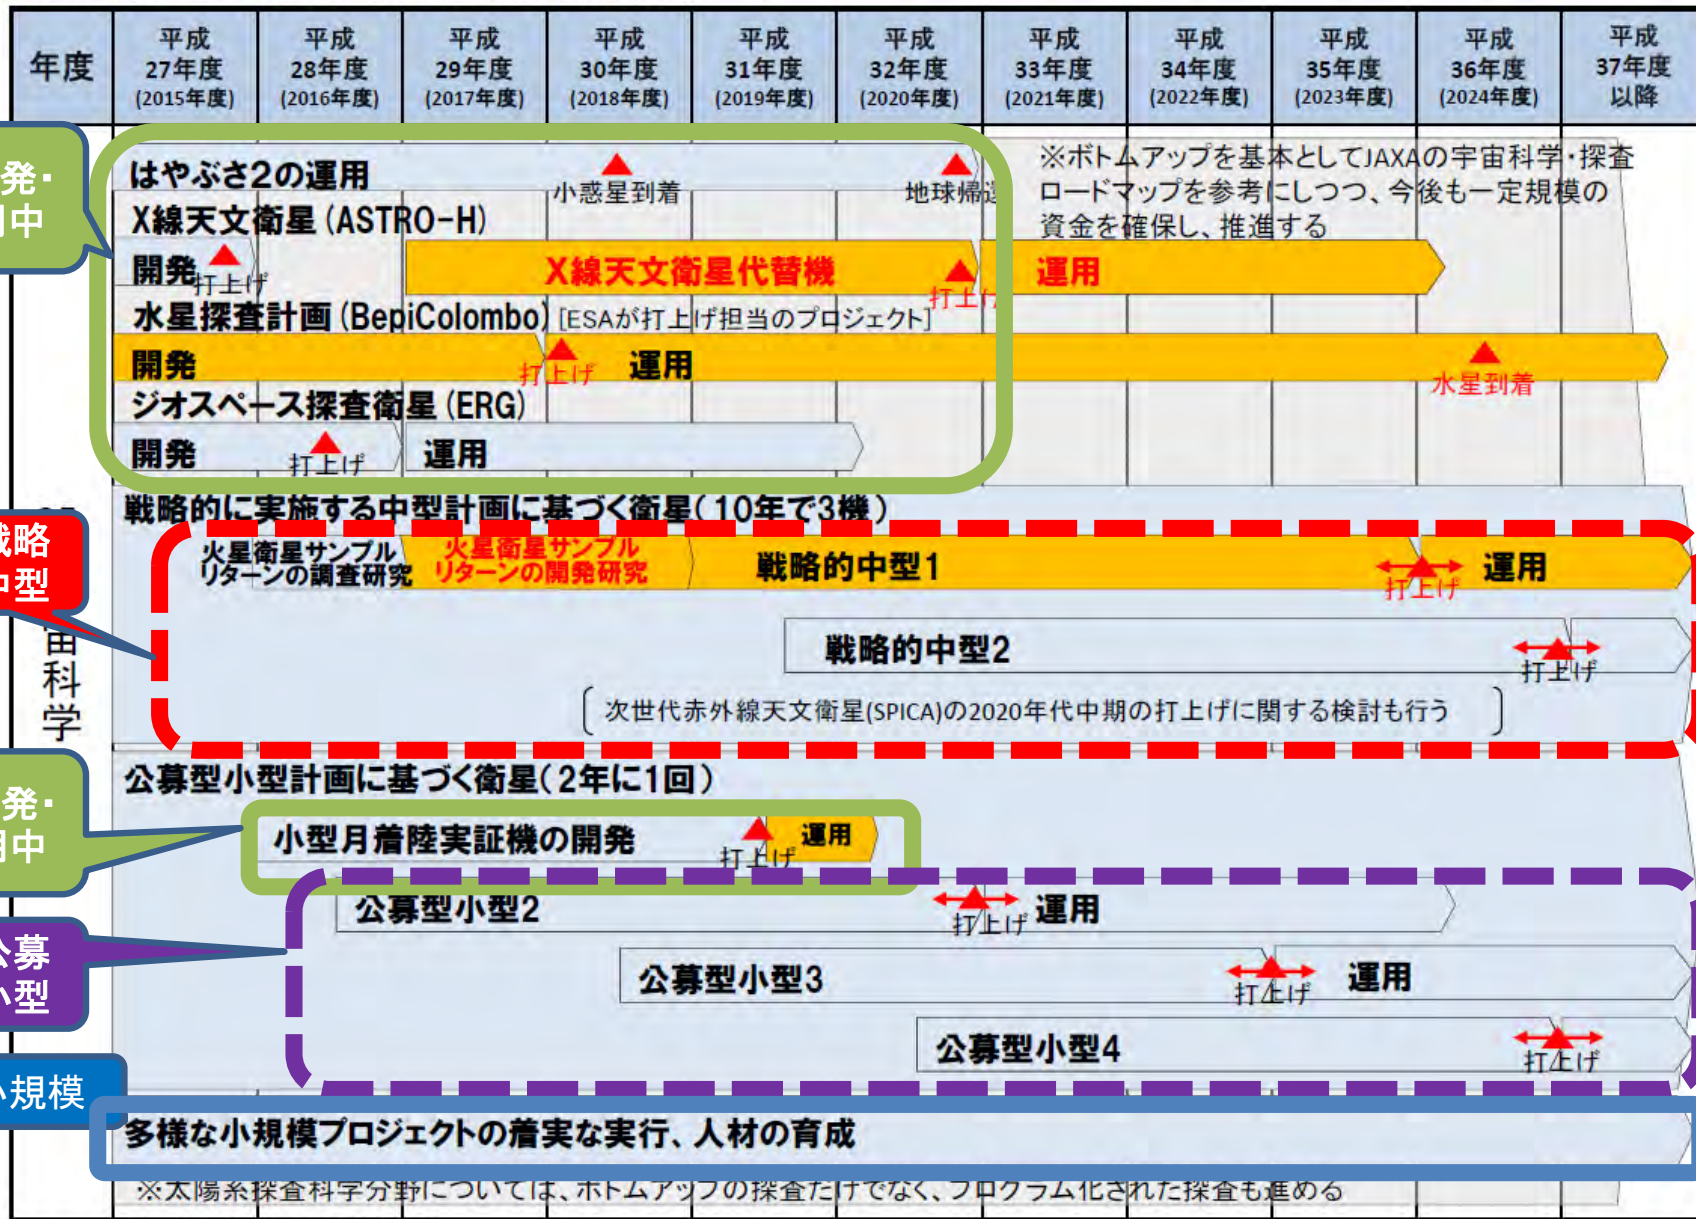 年度
平成
27年度
(2015年度)
平成
28年度
(2016年度)
平成
29年度
(2017年度)
平成
30年度
(2018年度)
平成
31年度
(2019年度)
平成
32年度
(2020年度)
平成
33年度
(2021年度)
平成
34年度
(2022年度)
平成
35年度
(2023年度)
平成
36年度
(2024年度)
平成
37年度
以降
発・
中
はやぶさ2の運用
小惑星到着
地球帰還
※ボトムアップを基本としてJAXAの宇宙科学・探査
ロードマップを参考にしつつ、今後も一定規模の
資金を確保し、推進する
X線天文衛星(ASTRO-H)
開発
打上げ
X線天文衛星代替機
打上げ
運用
水星探査計画(BepiColombo)[ESAが打上げ担当のプロジェクト]
開発
打上げ
運用
水星到着
ジオスペース探査衛星(ERG)
開発
打上げ
運用
宙科学
戦略的に実施する中型計画に基づく衛星(10年で3機)
戦略
中型
火星衛星サンプル
リターンの調査研究
火星衛星サンプル
リターンの開発研究
戦略的中型1
打上げ
運用
戦略的中型2
打上げ
次世代赤外線天文衛星(SPICA)の2020年代中期の打上げに関する検討も行う
公募型小型計画に基づく衛星(2年に1回)
発・
中
小型月着陸実証機の開発
打上げ
運用
公募
小型
公募型小型2
打上げ
運用
公募型小型3
打上げ
運用
公募型小型4
打上げ
小規模
多様な小規模プロジェクトの着実な実行、人材の育成
※太陽系探査科学分野については、ボトムアップの探査だけでなく、プログラム化された探査も進める